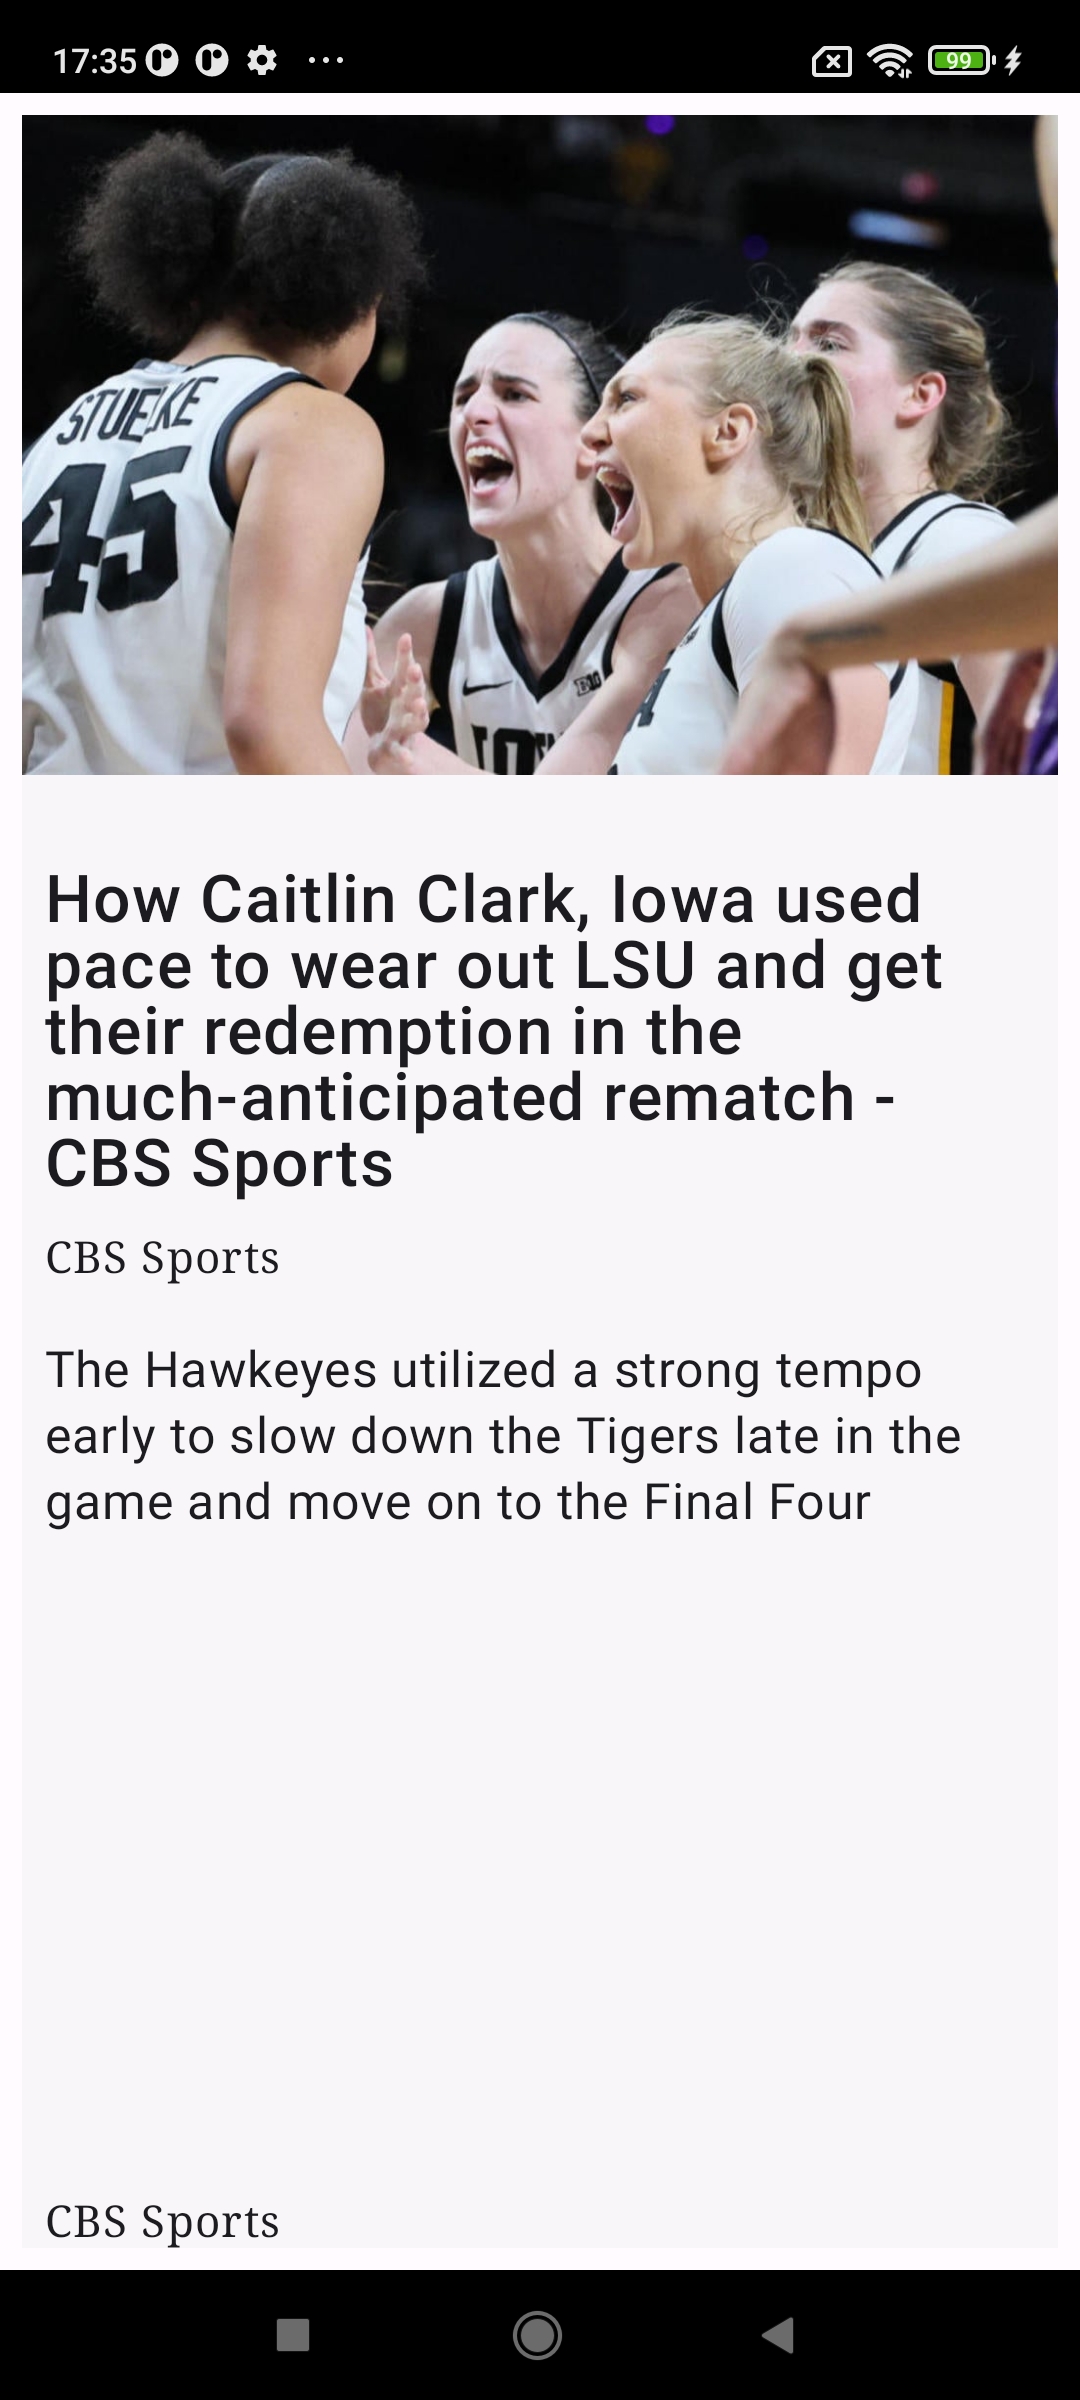 17:35
99
STUELKE
45
B1G
How Caitlin Clark, Iowa used
pace to wear out LSU and get
their redemption in the
much-anticipated rematch -
CBS Sports
CBS Sports
The Hawkeyes utilized a strong tempo
early to slow down the Tigers late in the
game and move on to the Final Four
CBS Sports